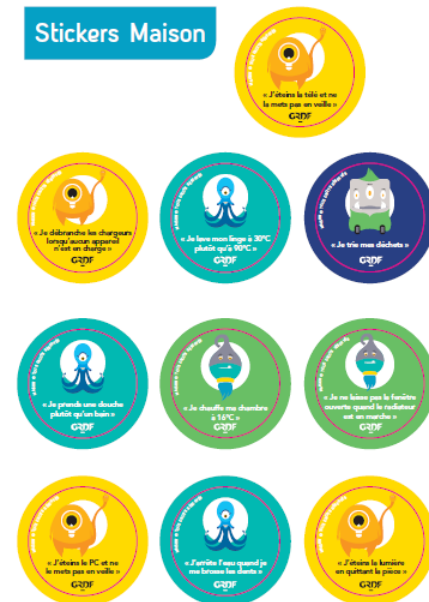 Stickers Maison
« J'éteins la télé et ne
la mets pas en veille »
GRDF
« Je débranche les chargeurs
lorsqu'aucun appareil
n'est en charge »
GRDF
« Je lave mon linge à 30°C
plutôt qu'à 90°C »
GRDF
« Je trie mes déchets »
GRDF
« Je prends une douche
plutôt qu'un bain »
GRDF
« Je chauffe ma chambre
à 16°C »
GRDF
« Je ne laisse pas la fenêtre
ouverte quand le radiateur
est en marche »
GRDF
« J'éteins le PC et ne
le mets pas en veille »
GRDF
« J'arrête l'eau quand je
me brosse les dents »
GRDF
« J'éteins la lumière
en quittant la pièce »
GRDF